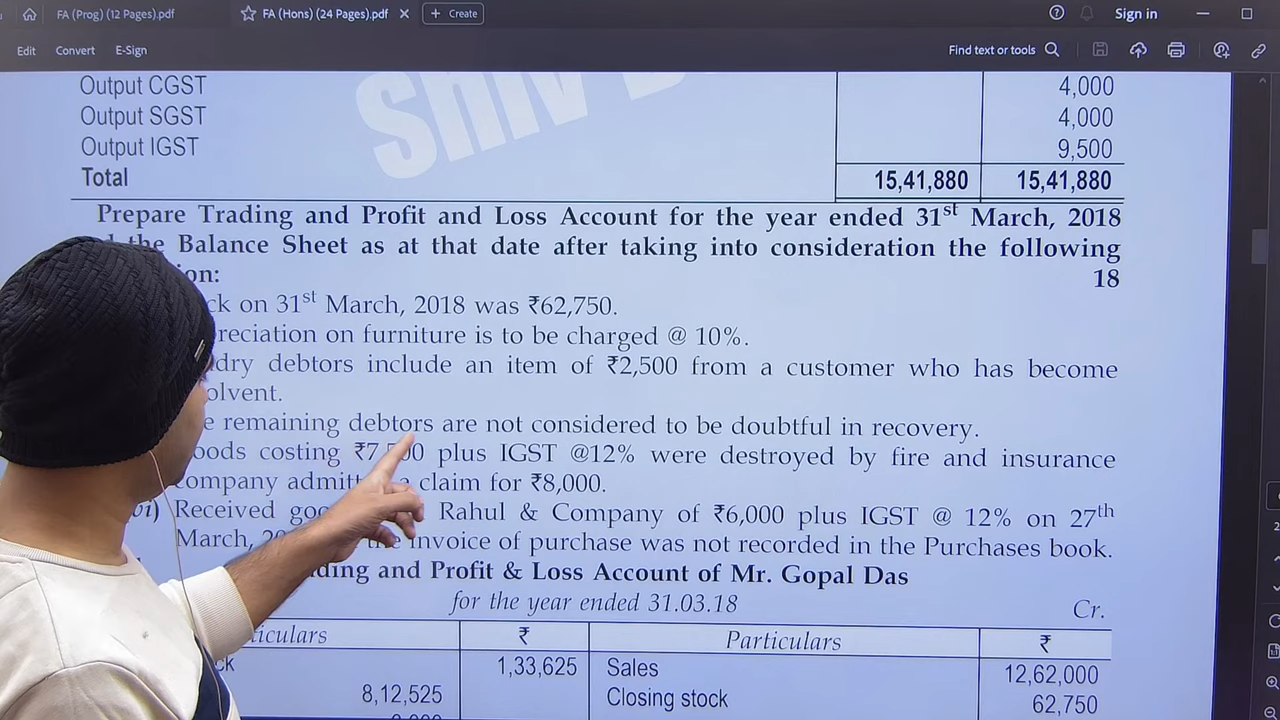 FA (Prog) (12 Pages).pdf
FA (Hons) (24 Pages).pdf
Create
Sign in
Edit Convert E-Sign
Find text or tools
Output CGST 4,000
Output SGST 4,000
Output IGST 9,500
Total 15,41,880 15,41,880
Shiv
Prepare Trading and Profit and Loss Account for the year ended 31st March, 2018
the Balance Sheet as at that date after taking into consideration the following
18
on 31st March, 2018 was ₹62,750.
on furniture is to be charged @ 10%.
debtors include an item of ₹2,500 from a customer who has become
remaining debtors are not considered to be doubtful in recovery.
costing plus IGST @12% were destroyed by fire and insurance
company claim for ₹8,000.
Received Rahul & Company of ₹6,000 plus IGST @ 12% on 27th
March, invoice of purchase was not recorded in the Purchases book.
and Profit & Loss Account of Mr. Gopal Das
for the year ended 31.03.18 Cr.
₹ Particulars ₹
1,33,625 Sales 12,62,000
8,12,525 Closing stock 62,750